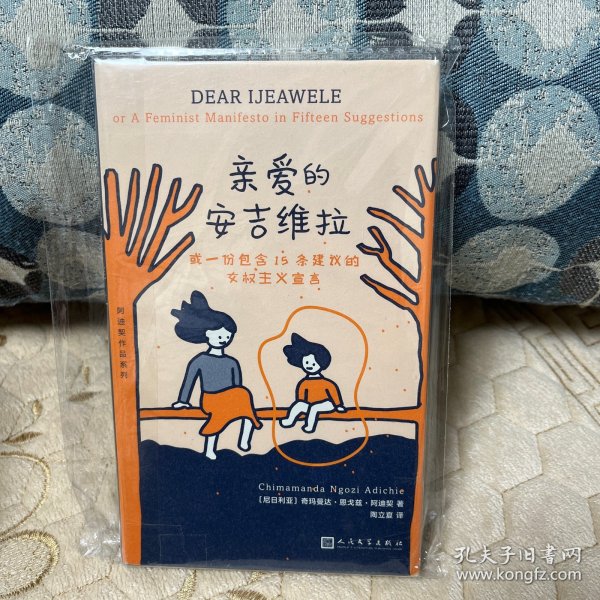 DEAR IJEAWELE
or A Feminist Manifesto in Fifteen Suggestions
亲爱的
安吉维拉
或一份包含15条建议的
女权主义宣言
阿迪契作品系列
Chimamanda Ngozi Adichie
[尼日利亚] 奇玛曼达·恩戈兹·阿迪契 著
陶立夏 译
人民文学出版社
孔夫子旧书网
www.kongfz.com